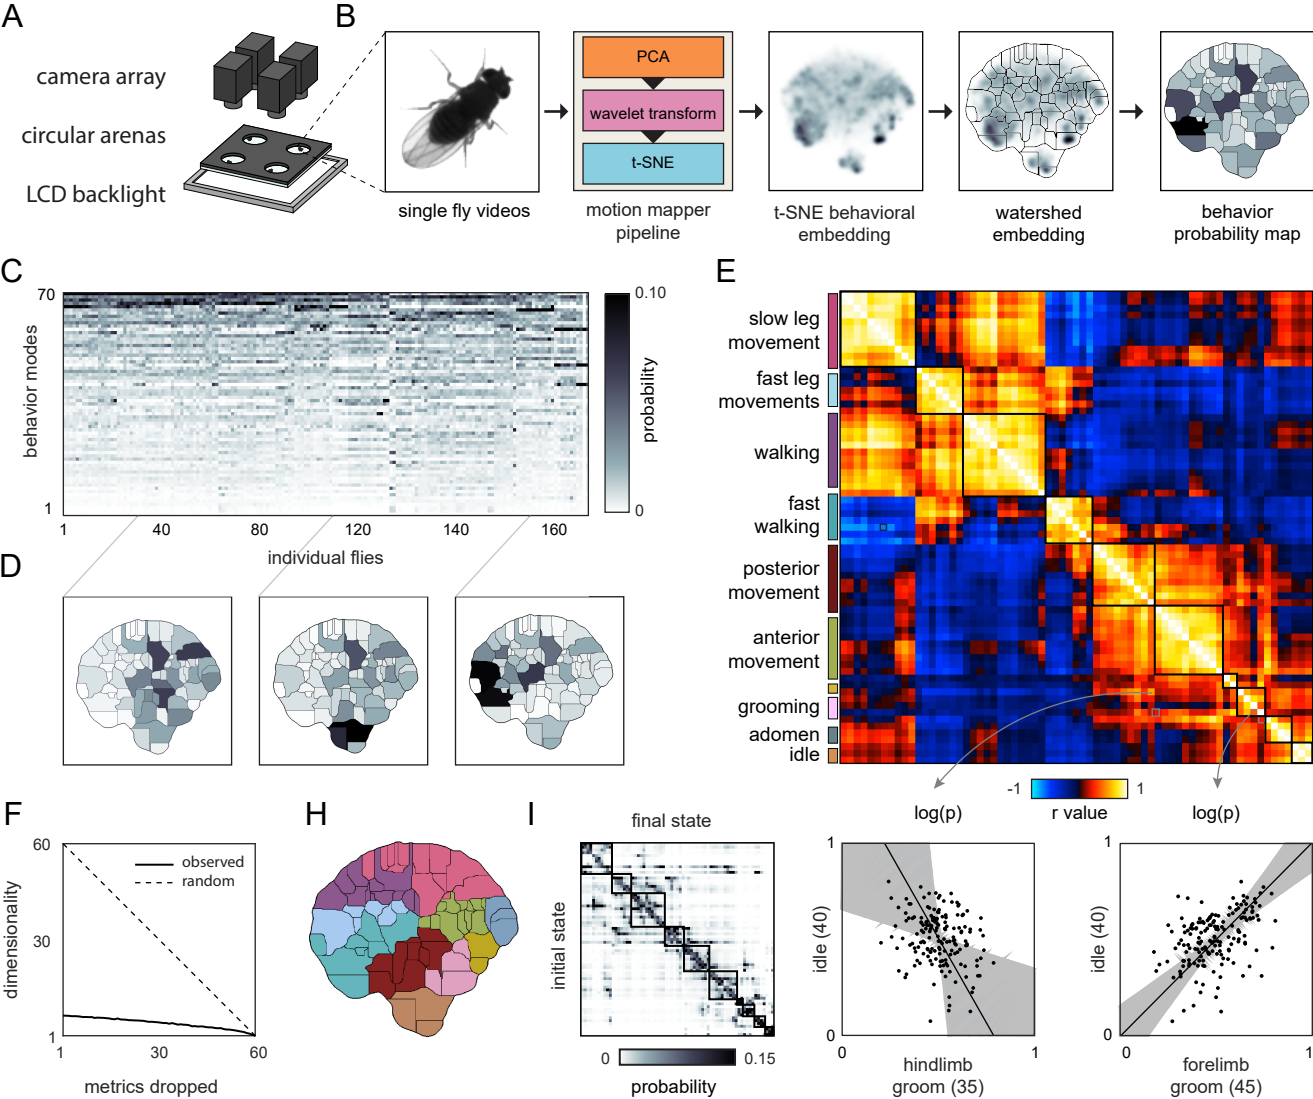 A
camera array
circular arenas
LCD backlight
B
single fly videos
PCA
wavelet transform
t-SNE
motion mapper
pipeline
t-SNE behavioral
embedding
watershed
embedding
behavior
probability map
C
70
behavior modes
1
1
40
80
120
140
160
individual flies
0.10
probability
0
D
E
slow leg
movement
fast leg
movements
walking
fast
walking
posterior
movement
anterior
movement
grooming
adomen
idle
-1
1
r value
log(p)
log(p)
F
60
dimensionality
30
1
1
30
60
metrics dropped
observed
random
H
I
final state
initial state
0
0.15
probability
1
idle (40)
0
0
1
hindlimb
groom (35)
1
idle (40)
0
0
1
forelimb
groom (45)